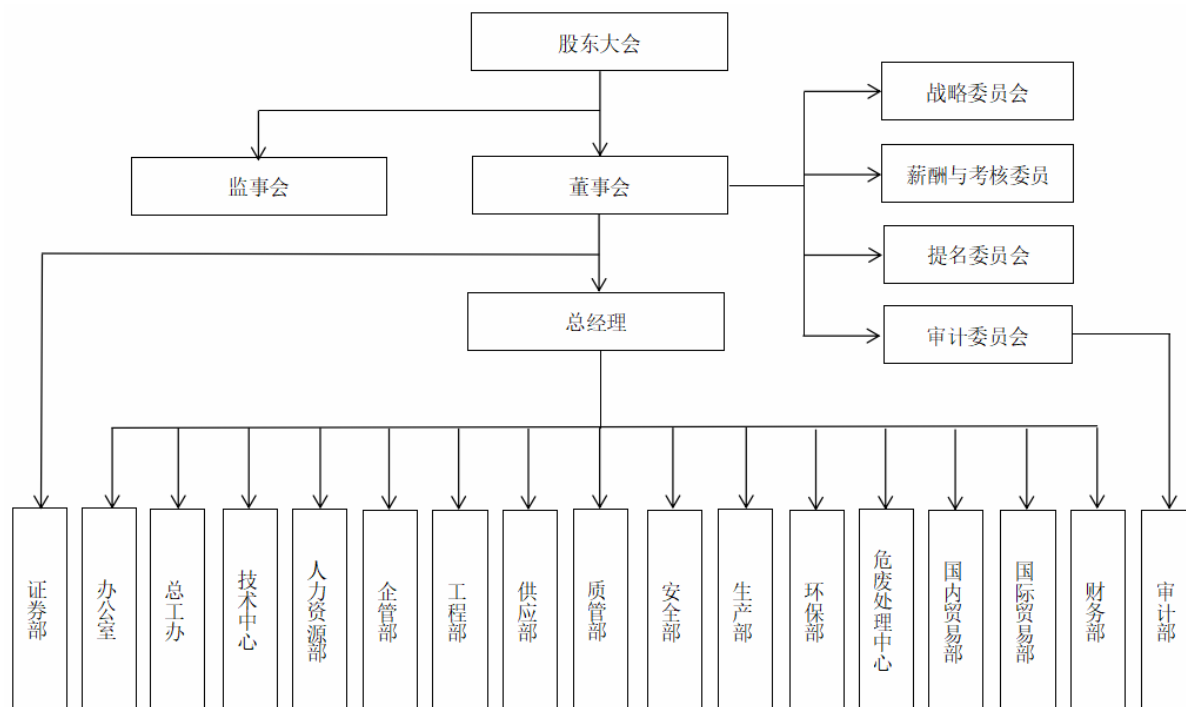 股东大会
战略委员会
监事会
董事会
薪酬与考核委员
提名委员会
总经理
审计委员会
证券部
办公室
总工办
技术中心
人力资源部
企管部
工程部
供应部
质管部
安全部
生产部
环保部
危废处理中心
国内贸易部
国际贸易部
财务部
审计部